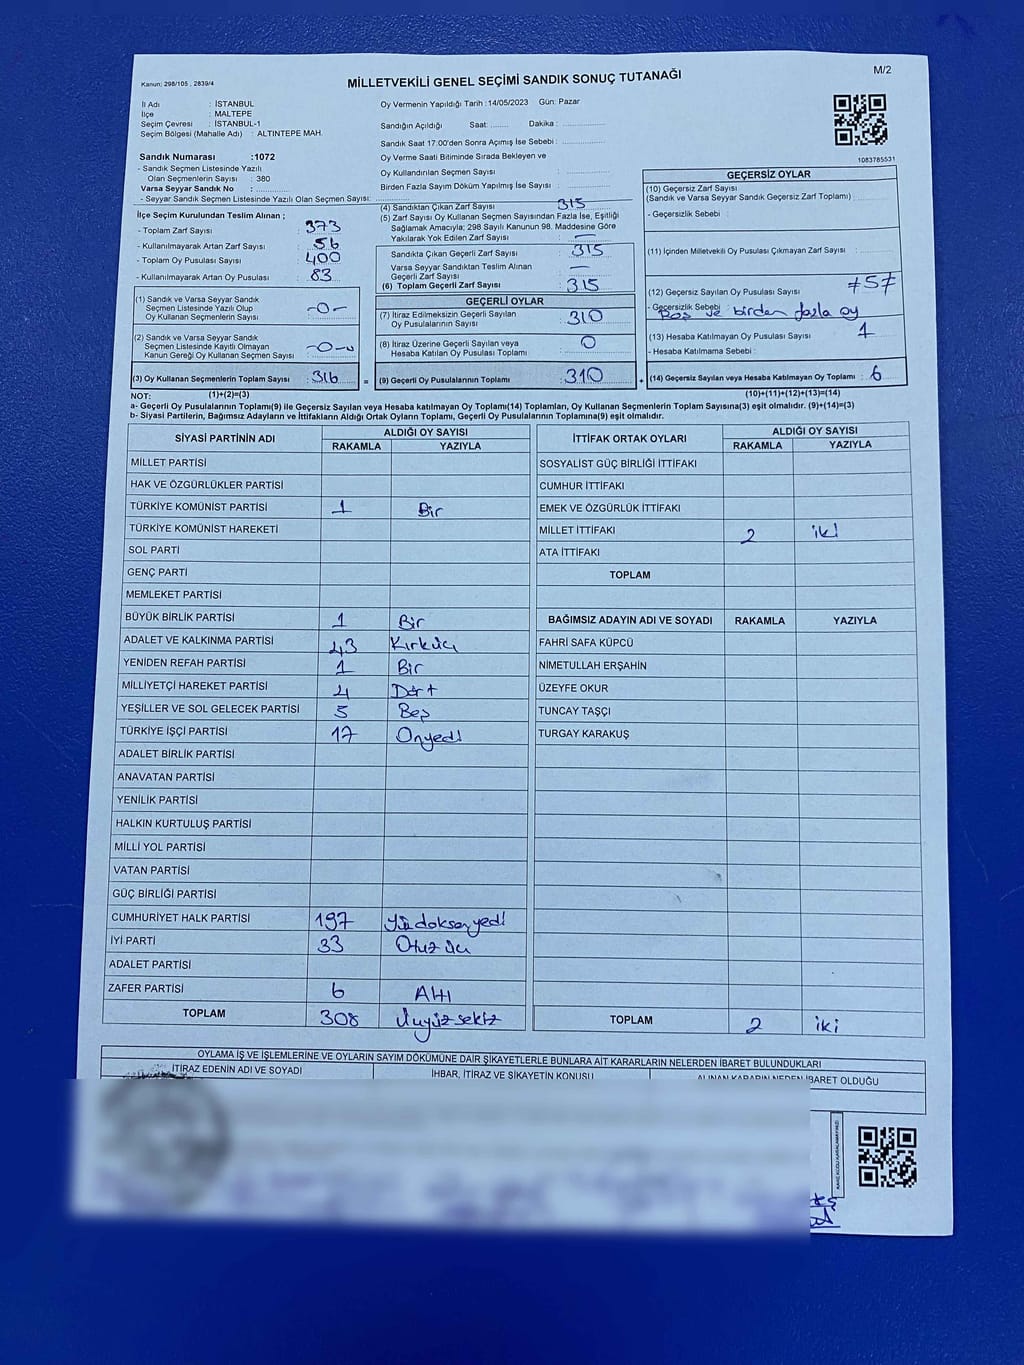 Kanun: 298/105 , 2839/4
MİLLETVEKİLİ GENEL SEÇİMİ SANDIK SONUÇ TUTANAĞI
M/2
İl Adı : İSTANBUL
İlçe : MALTEPE
Seçim Çevresi : İSTANBUL-1
Seçim Bölgesi (Mahalle Adı) : ALTINTEPE MAH.
Sandık Numarası :1072
- Sandık Seçmen Listesinde Yazılı
Olan Seçmenlerin Sayısı : 380
Varsa Seyyar Sandık No :
- Seyyar Sandık Seçmen Listesinde Yazılı Olan Seçmen Sayısı:
Oy Vermenin Yapıldığı Tarih :14/05/2023 Gün: Pazar
Sandığın Açıldığı Saat: Dakika :
Sandık Saat 17:00'den Sonra Açımış İse Sebebi :
Oy Verme Saati Bitiminde Sırada Bekleyen ve
Oy Kullandırılan Seçmen Sayısı :
Birden Fazla Sayım Döküm Yapılmış İse Sayısı :
1083785531
İlçe Seçim Kurulundan Teslim Alınan ;
- Toplam Zarf Sayısı : 373
- Kullanılmayarak Artan Zarf Sayısı : 56
- Toplam Oy Pusulası Sayısı : 400
- Kullanılmayarak Artan Oy Pusulası : 83
(1) Sandık ve Varsa Seyyar Sandık
Seçmen Listesinde Yazılı Olup
Oy Kullanan Seçmenlerin Sayısı : -0-
(2) Sandık ve Varsa Seyyar Sandık
Seçmen Listesinde Kayıtlı Olmayan
Kanun Gereği Oy Kullanan Seçmen Sayısı : -0-
(3) Oy Kullanan Seçmenlerin Toplam Sayısı : 316
(4) Sandıktan Çıkan Zarf Sayısı : 315
(5) Zarf Sayısı Oy Kullanan Seçmen Sayısından Fazla İse, Eşitliği
Sağlamak Amacıyla; 298 Sayılı Kanunun 98. Maddesine Göre
Yakılarak Yok Edilen Zarf Sayısı : —
Sandıkta Çıkan Geçerli Zarf Sayısı : 315
Varsa Seyyar Sandıktan Teslim Alınan
Geçerli Zarf Sayısı : —
(6) Toplam Geçerli Zarf Sayısı : 315
GEÇERLİ OYLAR
(7) İtiraz Edilmeksizin Geçerli Sayılan
Oy Pusulalarının Sayısı : 310
(8) İtiraz Üzerine Geçerli Sayılan veya
Hesaba Katılan Oy Pusulası Toplamı : 0
= (9) Geçerli Oy Pusulalarının Toplamı : 310
GEÇERSİZ OYLAR
(10) Geçersiz Zarf Sayısı
(Sandık ve Varsa Seyyar Sandık Geçersiz Zarf Toplamı) :
- Geçersizlik Sebebi :
(11) İçinden Milletvekili Oy Pusulası Çıkmayan Zarf Sayısı :
(12) Geçersiz Sayılan Oy Pusulası Sayısı
- Geçersizlik Sebebi : Boş ve birden fazla oy
(13) Hesaba Katılmayan Oy Pusulası Sayısı : 1
- Hesaba Katılmama Sebebi :
+ (14) Geçersiz Sayılan veya Hesaba Katılmayan Oy Toplamı : 6
NOT: (1)+(2)=(3) (10)+(11)+(12)+(13)=(14)
a- Geçerli Oy Pusulalarının Toplamı(9) ile Geçersiz Sayılan veya Hesaba katılmayan Oy Toplamı(14) Toplamları, Oy Kullanan Seçmenlerin Toplam Sayısına(3) eşit olmalıdır. (9)+(14)=(3)
b- Siyasi Partilerin, Bağımsız Adayların ve İttifakların Aldığı Ortak Oyların Toplamı, Geçerli Oy Pusulalarının Toplamına(9) eşit olmalıdır.
SİYASİ PARTİNİN ADI ALDIĞI OY SAYISI
RAKAMLA YAZIYLA
MİLLET PARTİSİ
HAK VE ÖZGÜRLÜKLER PARTİSİ
TÜRKİYE KOMÜNİST PARTİSİ 1 Bir
TÜRKİYE KOMÜNİST HAREKETİ
SOL PARTİ
GENÇ PARTİ
MEMLEKET PARTİSİ
BÜYÜK BİRLİK PARTİSİ 1 Bir
ADALET VE KALKINMA PARTİSİ 43 Kırküç
YENİDEN REFAH PARTİSİ 1 Bir
MİLLİYETÇİ HAREKET PARTİSİ 4 Dört
YEŞİLLER VE SOL GELECEK PARTİSİ 5 Beş
TÜRKİYE İŞÇİ PARTİSİ 17 Onyedi
ADALET BİRLİK PARTİSİ
ANAVATAN PARTİSİ
YENİLİK PARTİSİ
HALKIN KURTULUŞ PARTİSİ
MİLLİ YOL PARTİSİ
VATAN PARTİSİ
GÜÇ BİRLİĞİ PARTİSİ
CUMHURİYET HALK PARTİSİ 197 Yüzdoksanyedi
İYİ PARTİ 33 Otuzüç
ADALET PARTİSİ
ZAFER PARTİSİ 6 Altı
TOPLAM 308 Üçyüzsekiz
İTTİFAK ORTAK OYLARI ALDIĞI OY SAYISI
RAKAMLA YAZIYLA
SOSYALİST GÜÇ BİRLİĞİ İTTİFAKI
CUMHUR İTTİFAKI
EMEK VE ÖZGÜRLÜK İTTİFAKI
MİLLET İTTİFAKI 2 iki
ATA İTTİFAKI
TOPLAM
BAĞIMSIZ ADAYIN ADI VE SOYADI RAKAMLA YAZIYLA
FAHRİ SAFA KÜPCÜ
NİMETULLAH ERŞAHİN
ÜZEYFE OKUR
TUNCAY TAŞÇI
TURGAY KARAKUŞ
TOPLAM 2 iki
OYLAMA İŞ VE İŞLEMLERİNE VE OYLARIN SAYIM DÖKÜMÜNE DAİR ŞİKAYETLERLE BUNLARA AİT KARARLARIN NELERDEN İBARET BULUNDUKLARI
İTİRAZ EDENİN ADI VE SOYADI İHBAR, İTİRAZ VE ŞİKAYETİN KONUSU ALINAN KARARIN NEDEN İBARET OLDUĞU